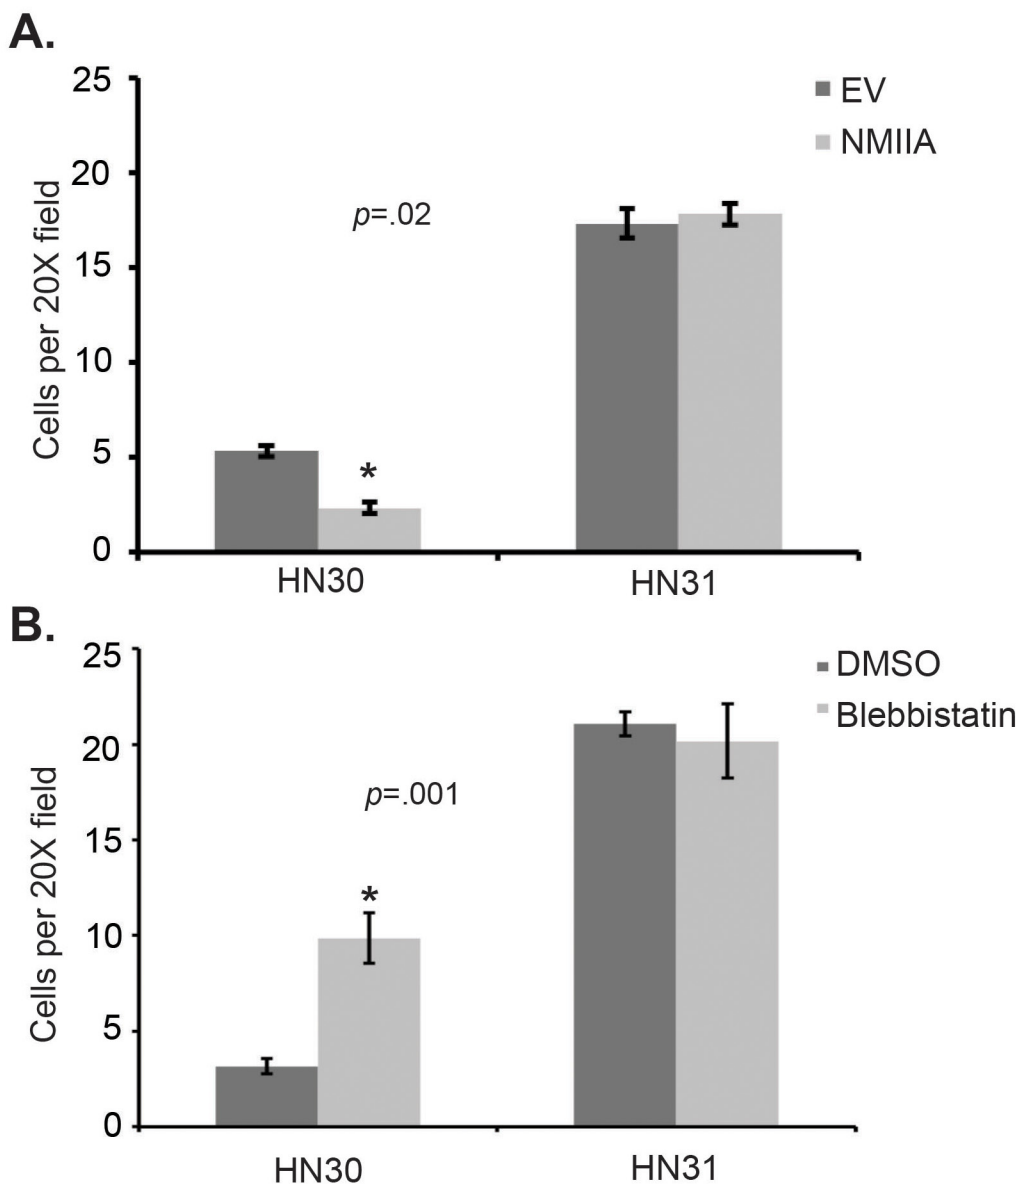 A.
25
20
15
10
5
0
Cells per 20X field
EV
NMIIA
p=.02
*
HN30
HN31
B.
25
20
15
10
5
0
Cells per 20X field
DMSO
Blebbistatin
p=.001
*
HN30
HN31